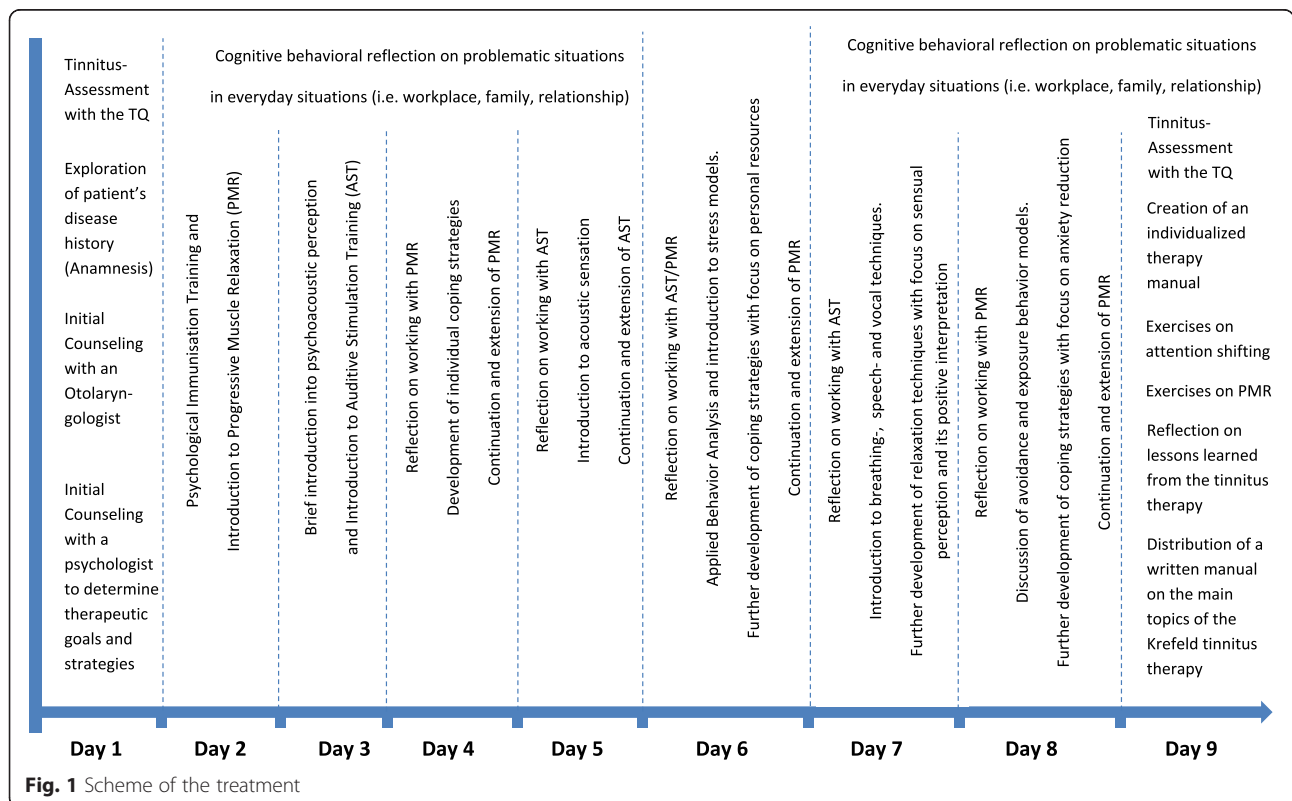 Tinnitus-
Assessment
with the TQ
Exploration
of patient's
disease
history
(Anamnesis)
Initial
Counseling
with an
Otolaryn-
gologist
Initial
Counseling
with a
psychologist
to determine
therapeutic
goals and
strategies
Cognitive behavioral reflection on problematic situations
in everyday situations (i.e. workplace, family, relationship)
Psychological Immunisation Training and
Introduction to Progressive Muscle Relaxation (PMR)
Brief introduction into psychoacoustic perception
and Introduction to Auditive Stimulation Training (AST)
Reflection on working with PMR
Development of individual coping strategies
Continuation and extension of PMR
Reflection on working with AST
Introduction to acoustic sensation
Continuation and extension of AST
Reflection on working with AST/PMR
Applied Behavior Analysis and introduction to stress models.
Further development of coping strategies with focus on personal resources
Continuation and extension of PMR
Cognitive behavioral reflection on problematic situations
in everyday situations (i.e. workplace, family, relationship)
Reflection on working with AST
Introduction to breathing-, speech- and vocal techniques.
Further development of relaxation techniques with focus on sensual
perception and its positive interpretation
Reflection on working with PMR
Discussion of avoidance and exposure behavior models.
Further development of coping strategies with focus on anxiety reduction
Continuation and extension of PMR
Tinnitus-
Assessment
with the TQ
Creation of an
individualized
therapy
manual
Exercises on
attention shifting
Exercises on PMR
Reflection on
lessons learned
from the tinnitus
therapy
Distribution of a
written manual
on the main
topics of the
Krefeld tinnitus
therapy
Day 1 Day 2 Day 3 Day 4 Day 5 Day 6 Day 7 Day 8 Day 9
Fig. 1 Scheme of the treatment